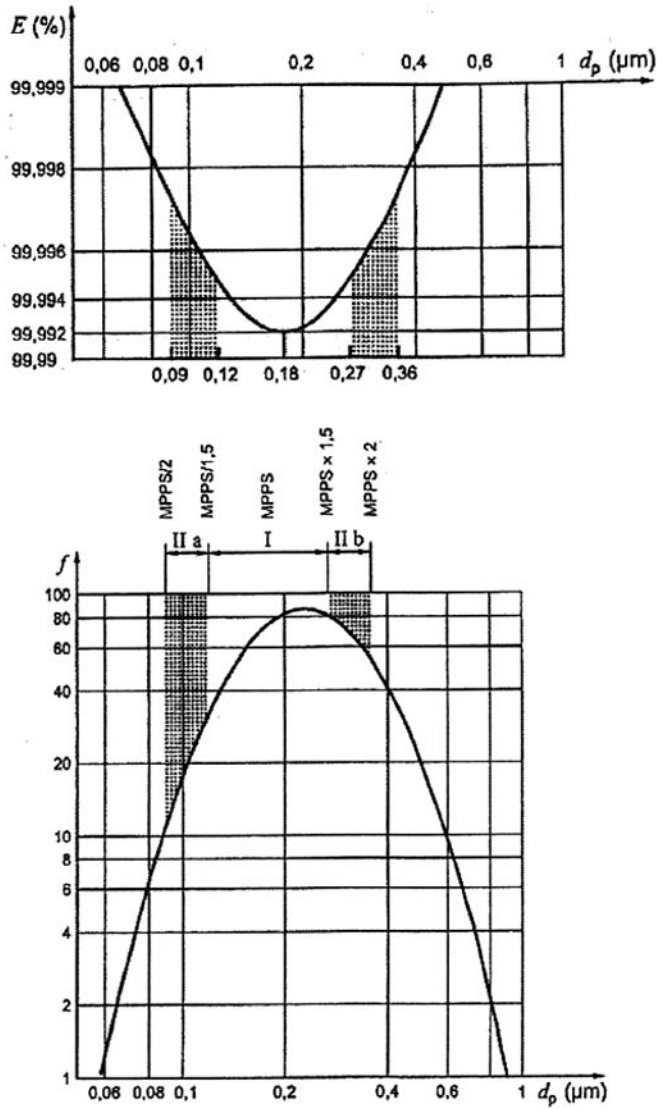 E (%)
0,06 0,08 0,1 0,2 0,4 0,6 1 dp (µm)
99,999
99,998
99,996
99,994
99,992
99,99
0,09 0,12 0,18 0,27 0,36
MPPS/2 MPPS/1,5 MPPS MPPS × 1,5 MPPS × 2
II a I II b
f
100
80
60
40
20
10
8
6
4
2
1
0,06 0,08 0,1 0,2 0,4 0,6 1 dp (µm)